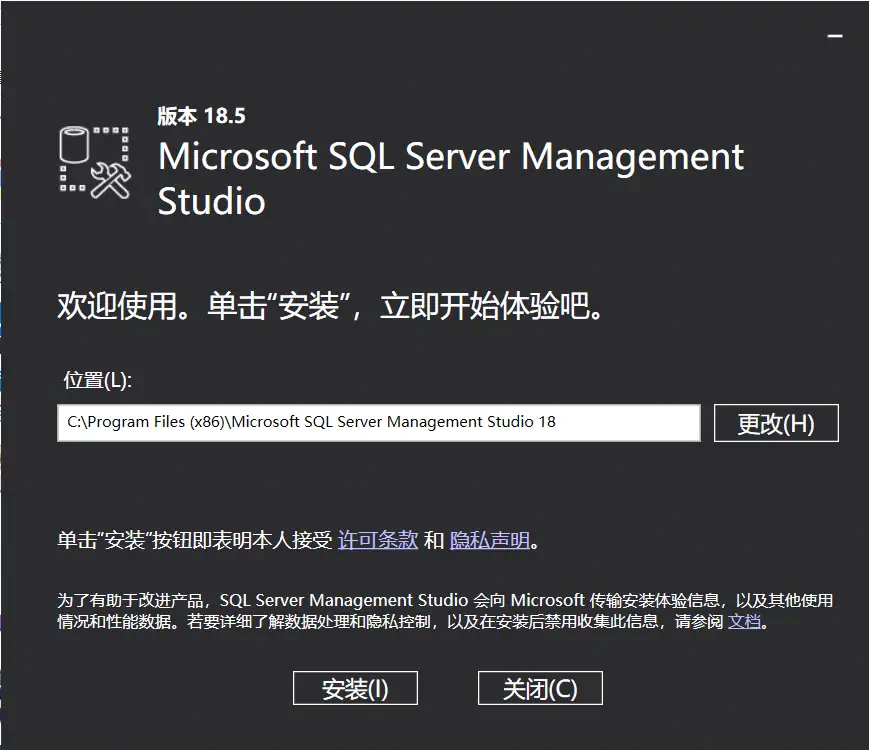 版本 18.5
Microsoft SQL Server Management
Studio
欢迎使用。单击“安装”，立即开始体验吧。
位置(L):
C:\Program Files (x86)\Microsoft SQL Server Management Studio 18
更改(H)
单击“安装”按钮即表明本人接受 许可条款 和 隐私声明。
为了有助于改进产品，SQL Server Management Studio 会向 Microsoft 传输安装体验信息，以及其他使用
情况和性能数据。若要详细了解数据处理和隐私控制，以及在安装后禁用收集此信息，请参阅 文档。
安装(I)
关闭(C)